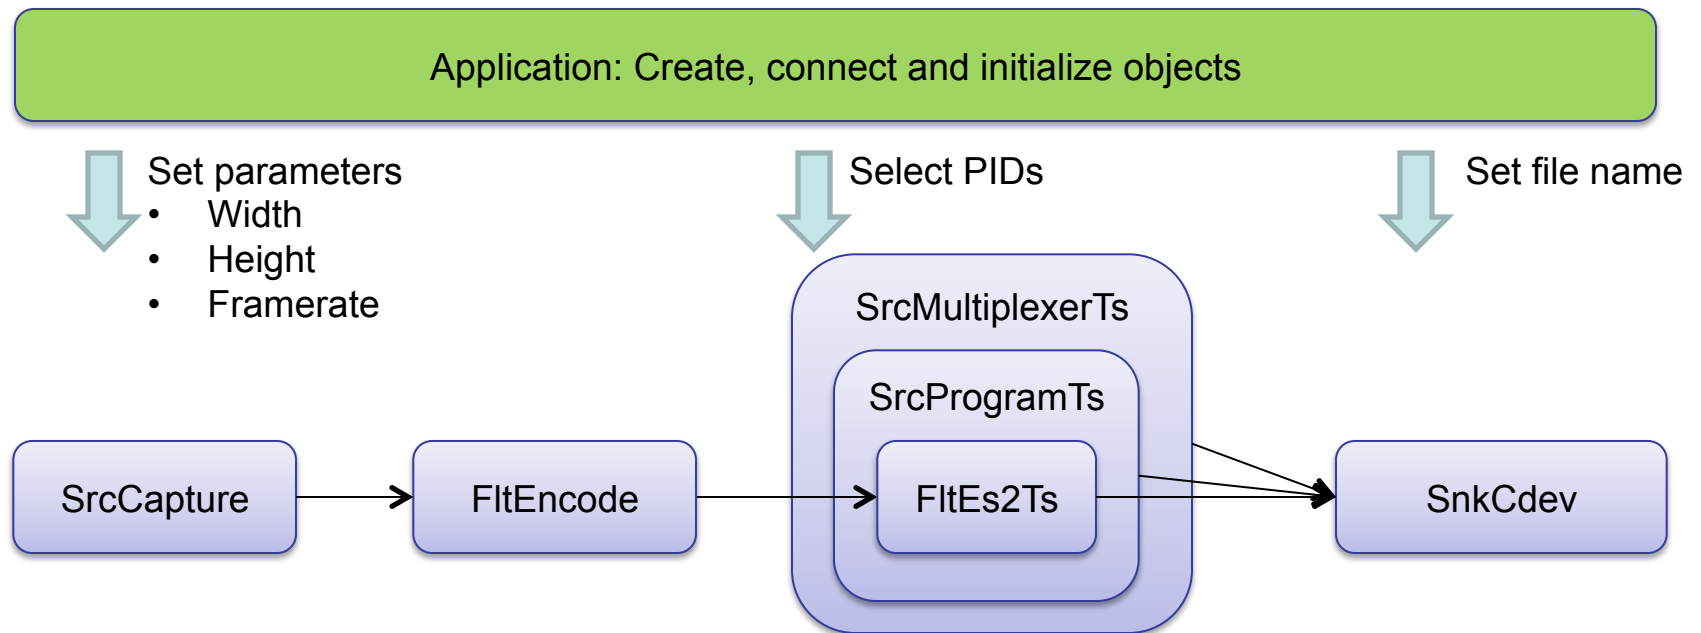 Application: Create, connect and initialize objects
Set parameters
• Width
• Height
• Framerate
Select PIDs
Set file name
SrcMultiplexerTs
SrcProgramTs
SrcCapture
FltEncode
FltEs2Ts
SnkCdev